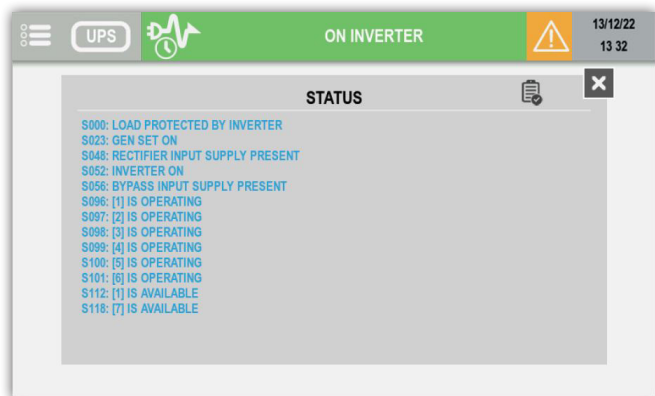 UPS
ON INVERTER
13/12/22
13 32
STATUS
S000: LOAD PROTECTED BY INVERTER
S023: GEN SET ON
S048: RECTIFIER INPUT SUPPLY PRESENT
S052: INVERTER ON
S056: BYPASS INPUT SUPPLY PRESENT
S096: [1] IS OPERATING
S097: [2] IS OPERATING
S098: [3] IS OPERATING
S099: [4] IS OPERATING
S100: [5] IS OPERATING
S101: [6] IS OPERATING
S112: [1] IS AVAILABLE
S118: [7] IS AVAILABLE